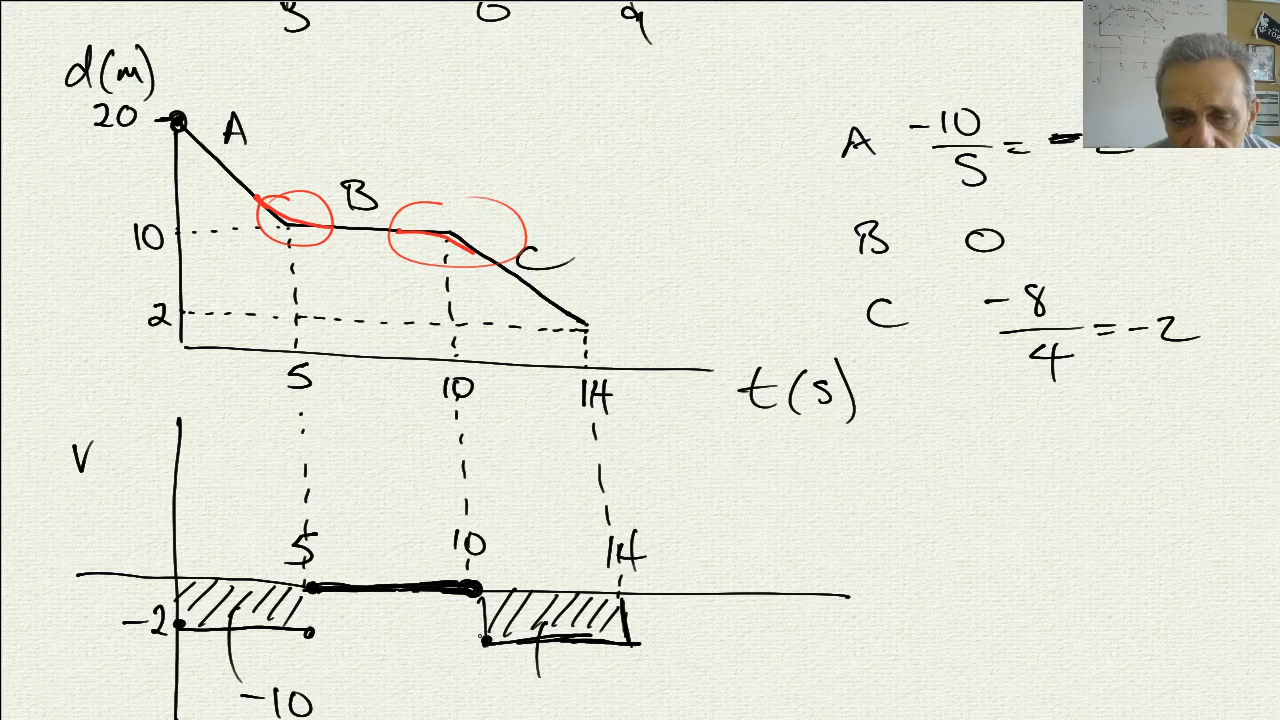 d(m)
20 A
A -10/5 = -
B
10
B 0
C
2
C -8/4 = -2
5 10 14
t(s)
V
5 10 14
-2
-10